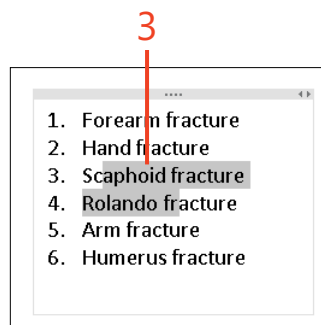 3
1. Forearm fracture
2. Hand fracture
3. Scaphoid fracture
4. Rolando fracture
5. Arm fracture
6. Humerus fracture